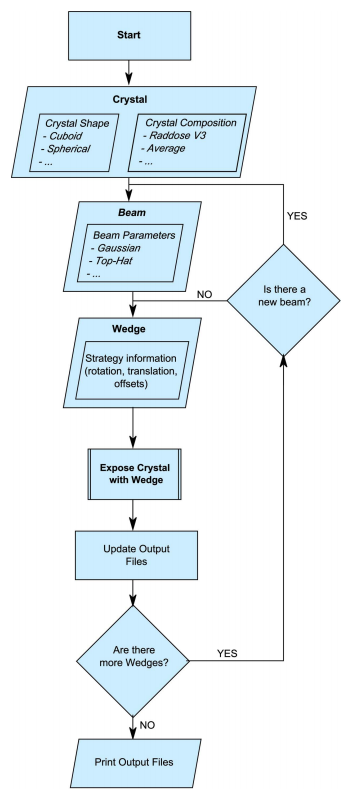 Start
Crystal
Crystal Shape
- Cuboid
- Spherical
- ...
Crystal Composition
- Raddose V3
- Average
- ...
YES
Beam
Beam Parameters
- Gaussian
- Top-Hat
- ...
Is there a
new beam?
NO
Wedge
Strategy information
(rotation, translation,
offsets)
Expose Crystal
with Wedge
Update Output
Files
Are there
more Wedges?
YES
NO
Print Output Files